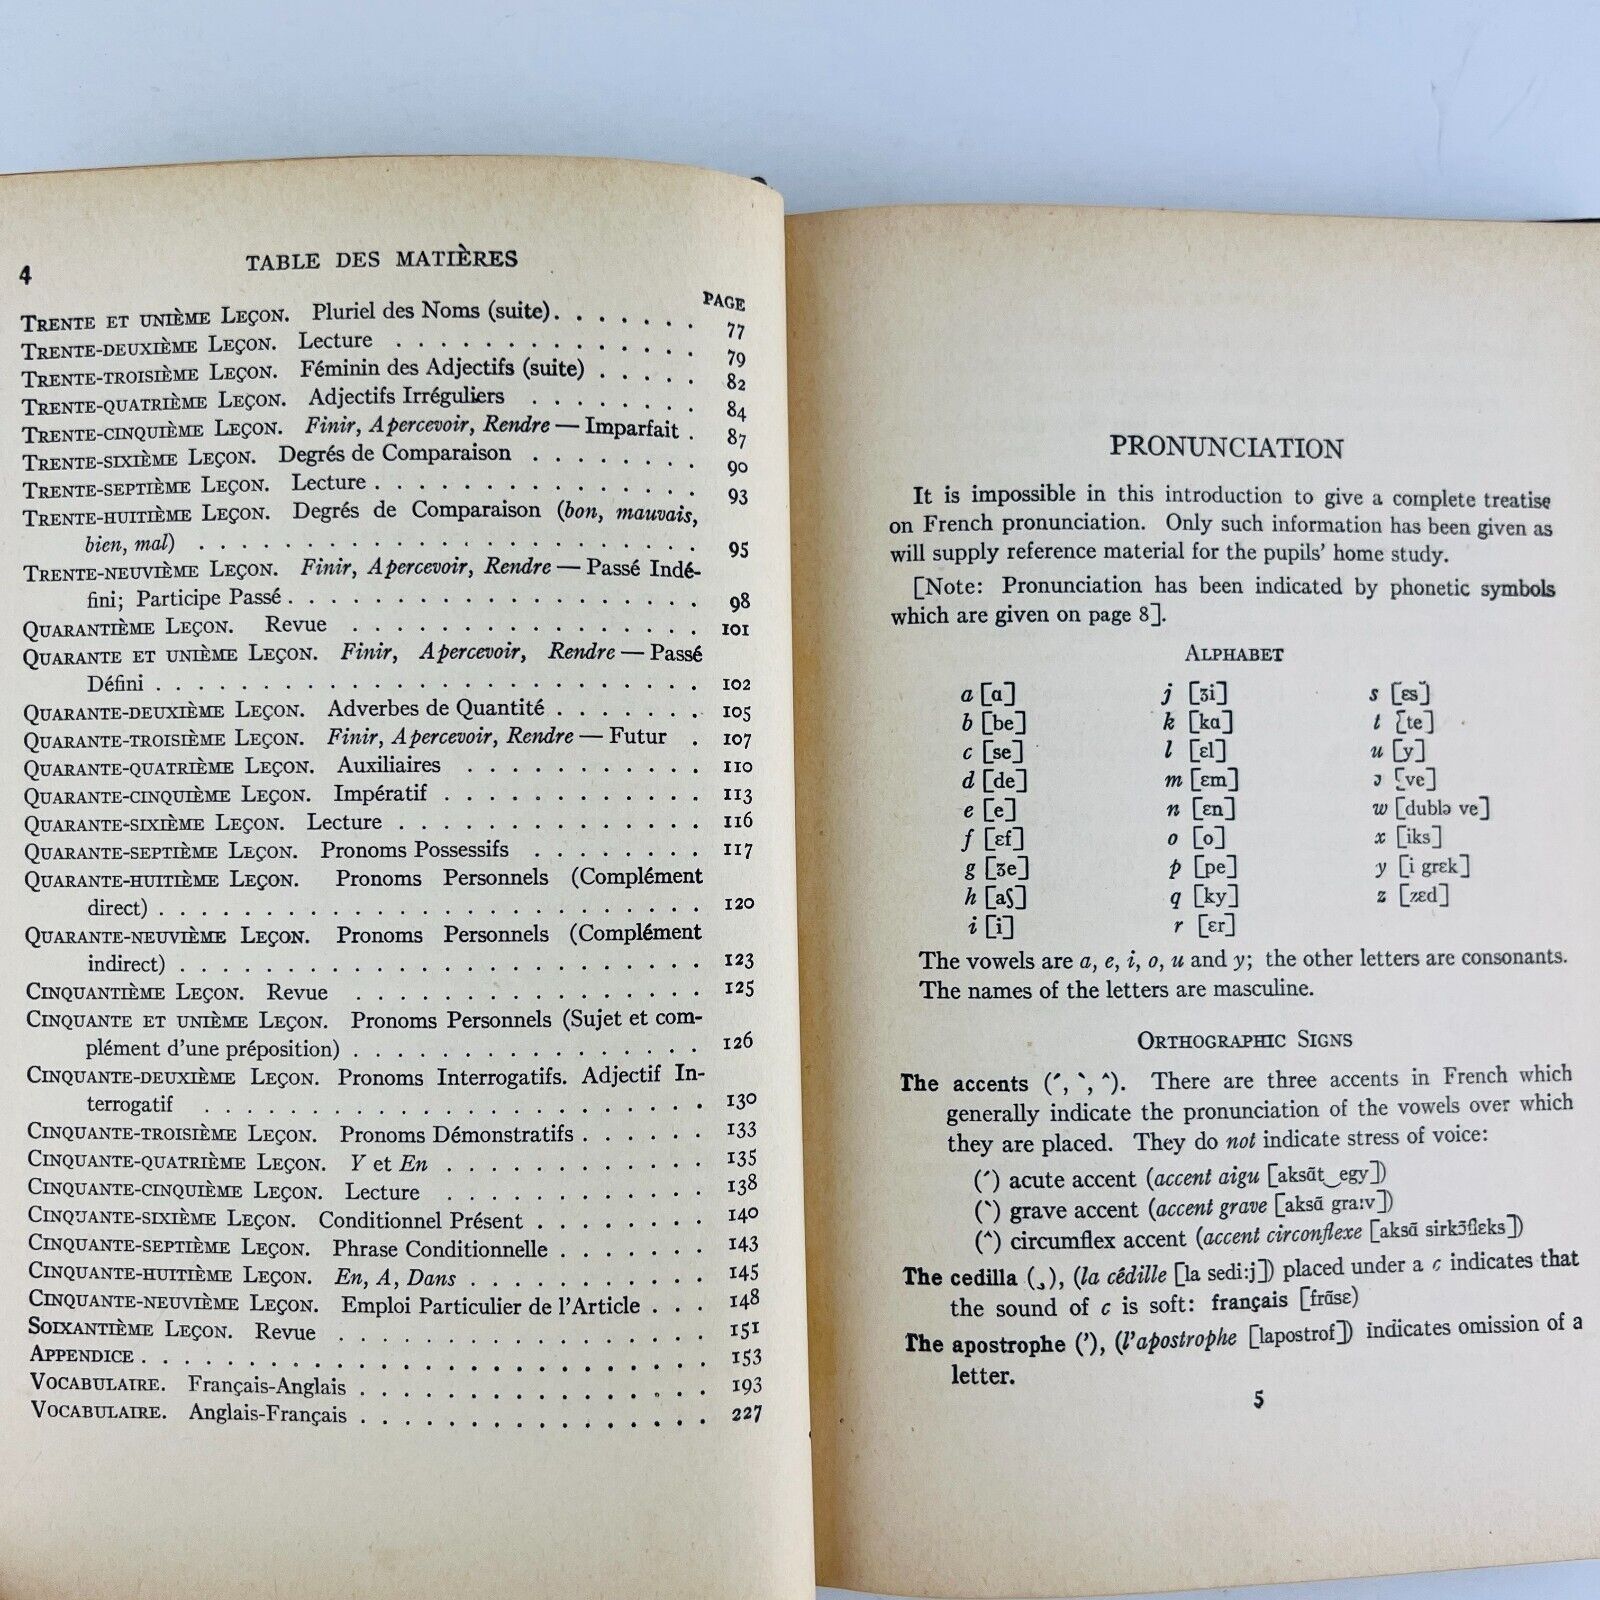 4
TABLE DES MATIÈRES
PAGE
TRENTE ET UNIÈME LEÇON. Pluriel des Noms (suite). . . . . . . 77
TRENTE-DEUXIÈME LEÇON. Lecture . . . . . . . . . . . 79
TRENTE-TROISIÈME LEÇON. Féminin des Adjectifs (suite) . . . . . 82
TRENTE-QUATRIÈME LEÇON. Adjectifs Irréguliers . . . . . . . 84
TRENTE-CINQUIÈME LEÇON. Finir, Apercevoir, Rendre — Imparfait . 87
TRENTE-SIXIÈME LEÇON. Degrés de Comparaison . . . . . . . 90
TRENTE-SEPTIÈME LEÇON. Lecture . . . . . . . . . . . . 93
TRENTE-HUITIÈME LEÇON. Degrés de Comparaison (bon, mauvais,
bien, mal) . . . . . . . . . . . . . . . . . . 95
TRENTE-NEUVIÈME LEÇON. Finir, Apercevoir, Rendre — Passé Indé-
fini; Participe Passé . . . . . . . . . . . . . . . 98
QUARANTIÈME LEÇON. Revue . . . . . . . . . . . . . 101
QUARANTE ET UNIÈME LEÇON. Finir, Apercevoir, Rendre — Passé
Défini . . . . . . . . . . . . . . . . . . . . 102
QUARANTE-DEUXIÈME LEÇON. Adverbes de Quantité . . . . . . 105
QUARANTE-TROISIÈME LEÇON. Finir, Apercevoir, Rendre — Futur . 107
QUARANTE-QUATRIÈME LEÇON. Auxiliaires . . . . . . . . . 110
QUARANTE-CINQUIÈME LEÇON. Impératif . . . . . . . . . . 113
QUARANTE-SIXIÈME LEÇON. Lecture . . . . . . . . . . . 116
QUARANTE-SEPTIÈME LEÇON. Pronoms Possessifs . . . . . . . 117
QUARANTE-HUITIÈME LEÇON. Pronoms Personnels (Complément
direct) . . . . . . . . . . . . . . . . . . . . 120
QUARANTE-NEUVIÈME LEÇON. Pronoms Personnels (Complément
indirect) . . . . . . . . . . . . . . . . . . . 123
CINQUANTIÈME LEÇON. Revue . . . . . . . . . . . . . 125
CINQUANTE ET UNIÈME LEÇON. Pronoms Personnels (Sujet et com-
plément d'une préposition) . . . . . . . . . . . . . 126
CINQUANTE-DEUXIÈME LEÇON. Pronoms Interrogatifs. Adjectif In-
terrogatif . . . . . . . . . . . . . . . . . . 130
CINQUANTE-TROISIÈME LEÇON. Pronoms Démonstratifs . . . . . 133
CINQUANTE-QUATRIÈME LEÇON. Y et En . . . . . . . . . . 135
CINQUANTE-CINQUIÈME LEÇON. Lecture . . . . . . . . . . 138
CINQUANTE-SIXIÈME LEÇON. Conditionnel Présent . . . . . . . 140
CINQUANTE-SEPTIÈME LEÇON. Phrase Conditionnelle . . . . . . 143
CINQUANTE-HUITIÈME LEÇON. En, A, Dans . . . . . . . . . 145
CINQUANTE-NEUVIÈME LEÇON. Emploi Particulier de l'Article . . . 148
SOIXANTIÈME LEÇON. Revue . . . . . . . . . . . . . 151
APPENDICE . . . . . . . . . . . . . . . . . . . . 153
VOCABULAIRE. Français-Anglais . . . . . . . . . . . . . 193
VOCABULAIRE. Anglais-Français . . . . . . . . . . . . . 227
PRONUNCIATION
It is impossible in this introduction to give a complete treatise
on French pronunciation. Only such information has been given as
will supply reference material for the pupils' home study.
[Note: Pronunciation has been indicated by phonetic symbols
which are given on page 8].
ALPHABET
a [ɑ] j [ʒi] s [ɛs]
b [be] k [kɑ] t [te]
c [se] l [ɛl] u [y]
d [de] m [ɛm] v [ve]
e [e] n [ɛn] w [dublə ve]
f [ɛf] o [o] x [iks]
g [ʒe] p [pe] y [i grɛk]
h [aʃ] q [ky] z [zɛd]
i [i] r [ɛr]
The vowels are a, e, i, o, u and y; the other letters are consonants.
The names of the letters are masculine.
ORTHOGRAPHIC SIGNS
The accents (´, `, ^). There are three accents in French which
generally indicate the pronunciation of the vowels over which
they are placed. They do not indicate stress of voice:
(´) acute accent (accent aigu [aksɑ̃t‿egy])
(`) grave accent (accent grave [aksɑ̃ gra:v])
(^) circumflex accent (accent circonflexe [aksɑ̃ sirkɔ̃flɛks])
The cedilla (¸), (la cédille [la sedi:j]) placed under a c indicates that
the sound of c is soft: français [frɑ̃sɛ)
The apostrophe ('), (l'apostrophe [lapostrof]) indicates omission of a
letter.
5